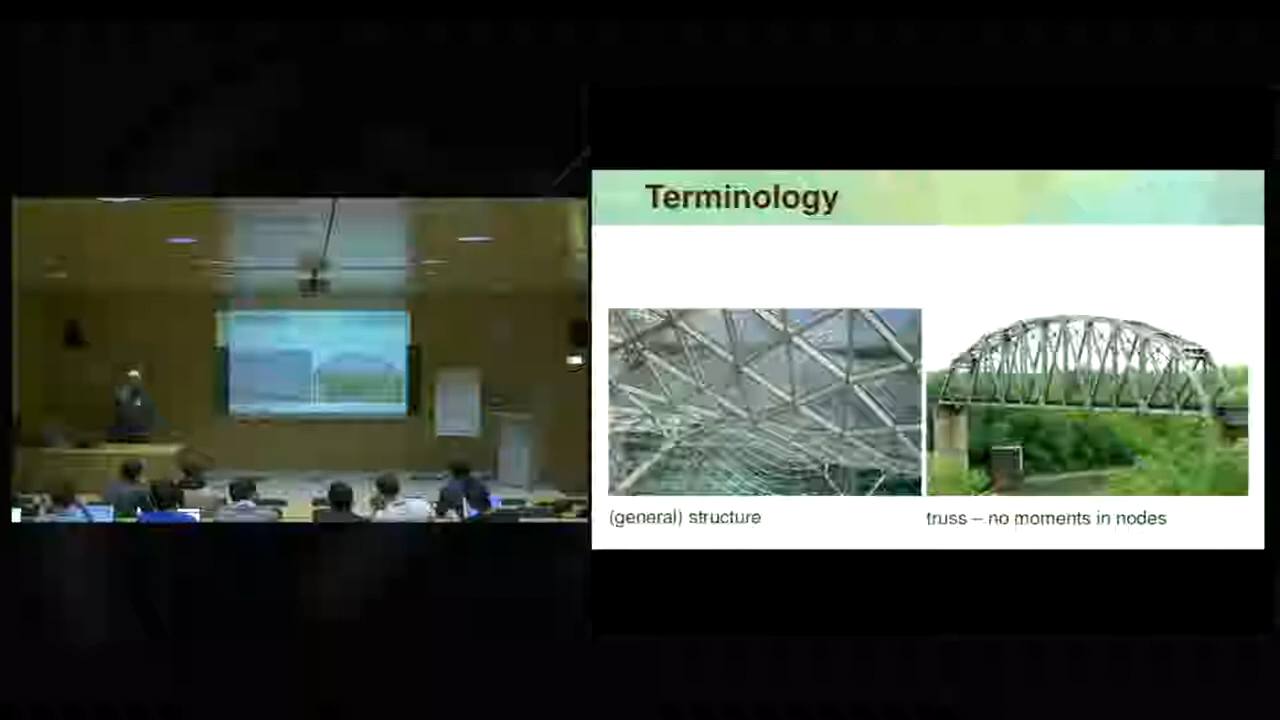 Terminology
(general) structure
truss – no moments in nodes